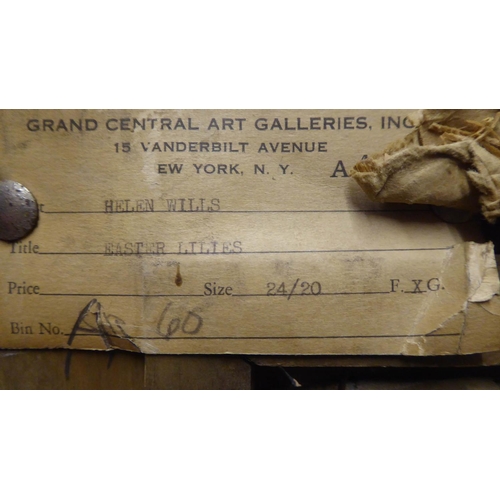 GRAND CENTRAL ART GALLERIES, INC.
15 VANDERBILT AVENUE
EW YORK, N. Y.
HELEN WILLS
Title EASTER LILIES
Price Size 24/20 F. X G.
Bin No. 60